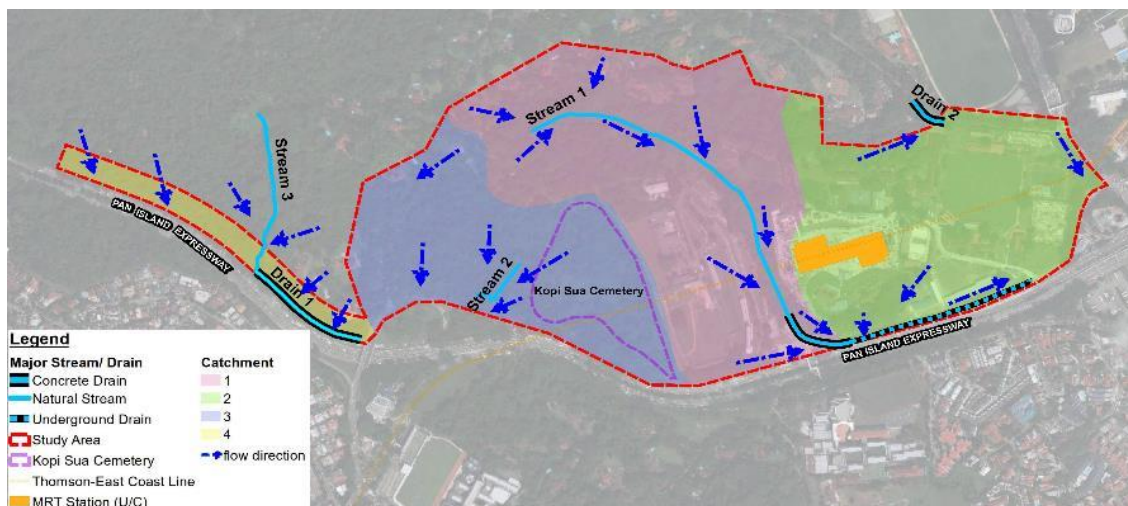 Stream 1
Drain 2
Stream 3
PAN ISLAND EXPRESSWAY
Drain 1
Stream 2
Kopi Sua Cemetery
PAN ISLAND EXPRESSWAY
Legend
Major Stream/ Drain
Concrete Drain
Natural Stream
Underground Drain
Study Area
Kopi Sua Cemetery
Thomson-East Coast Line
MRT Station (U/C)
Catchment
1
2
3
4
flow direction